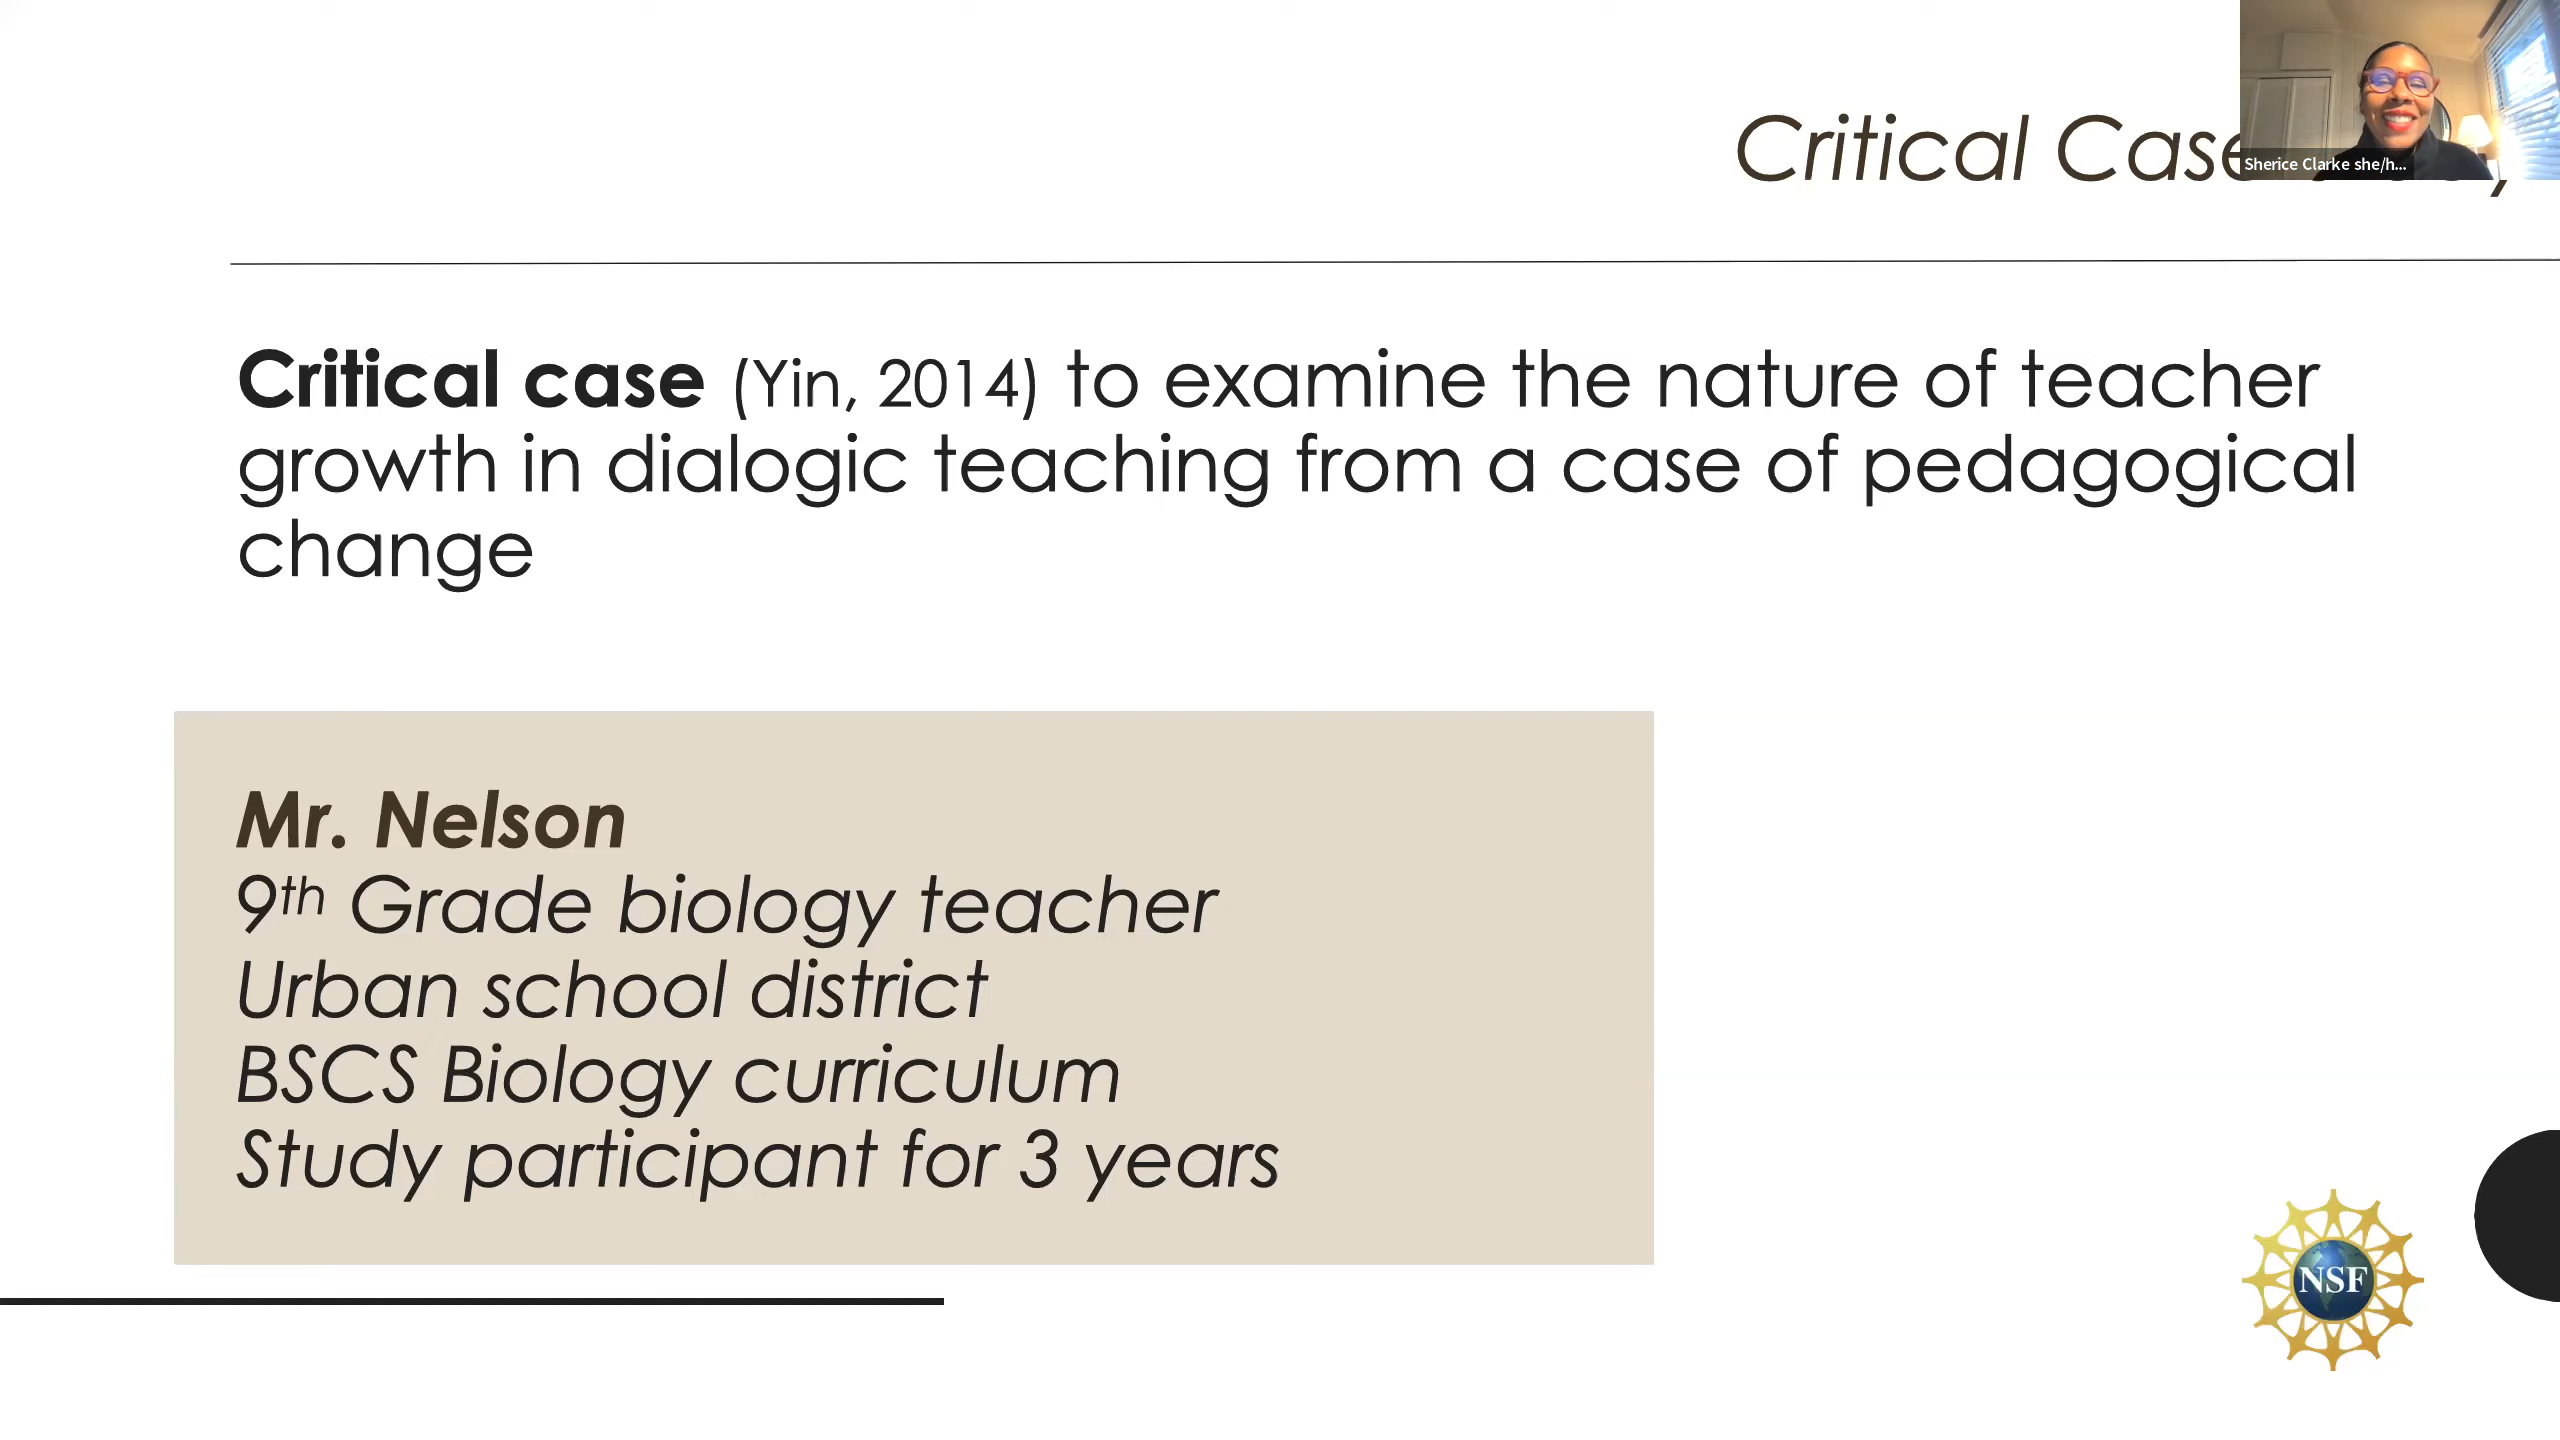 Critical Case
Sherice Clarke she/h...
Critical case (Yin, 2014) to examine the nature of teacher
growth in dialogic teaching from a case of pedagogical
change
Mr. Nelson
9th Grade biology teacher
Urban school district
BSCS Biology curriculum
Study participant for 3 years
NSF